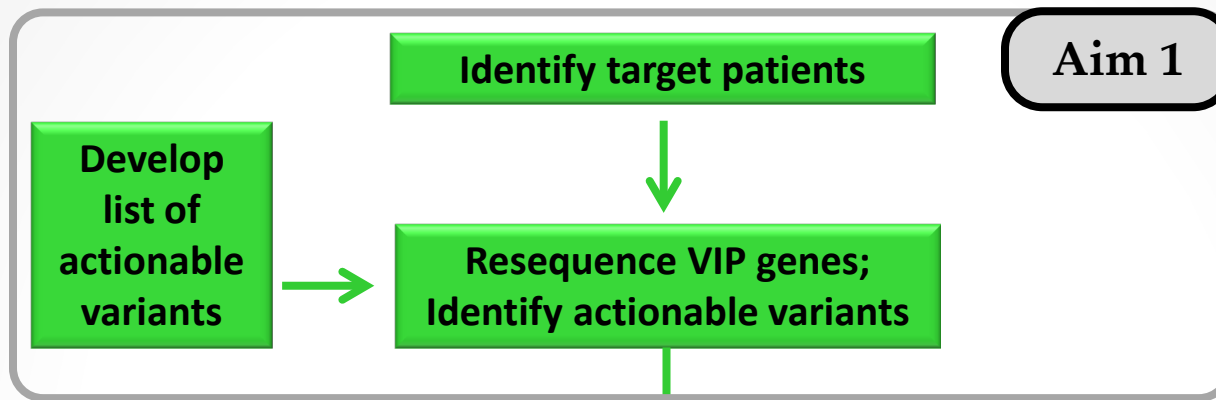 Identify target patients
Aim 1
Develop
list of
actionable
variants
Resequence VIP genes;
Identify actionable variants